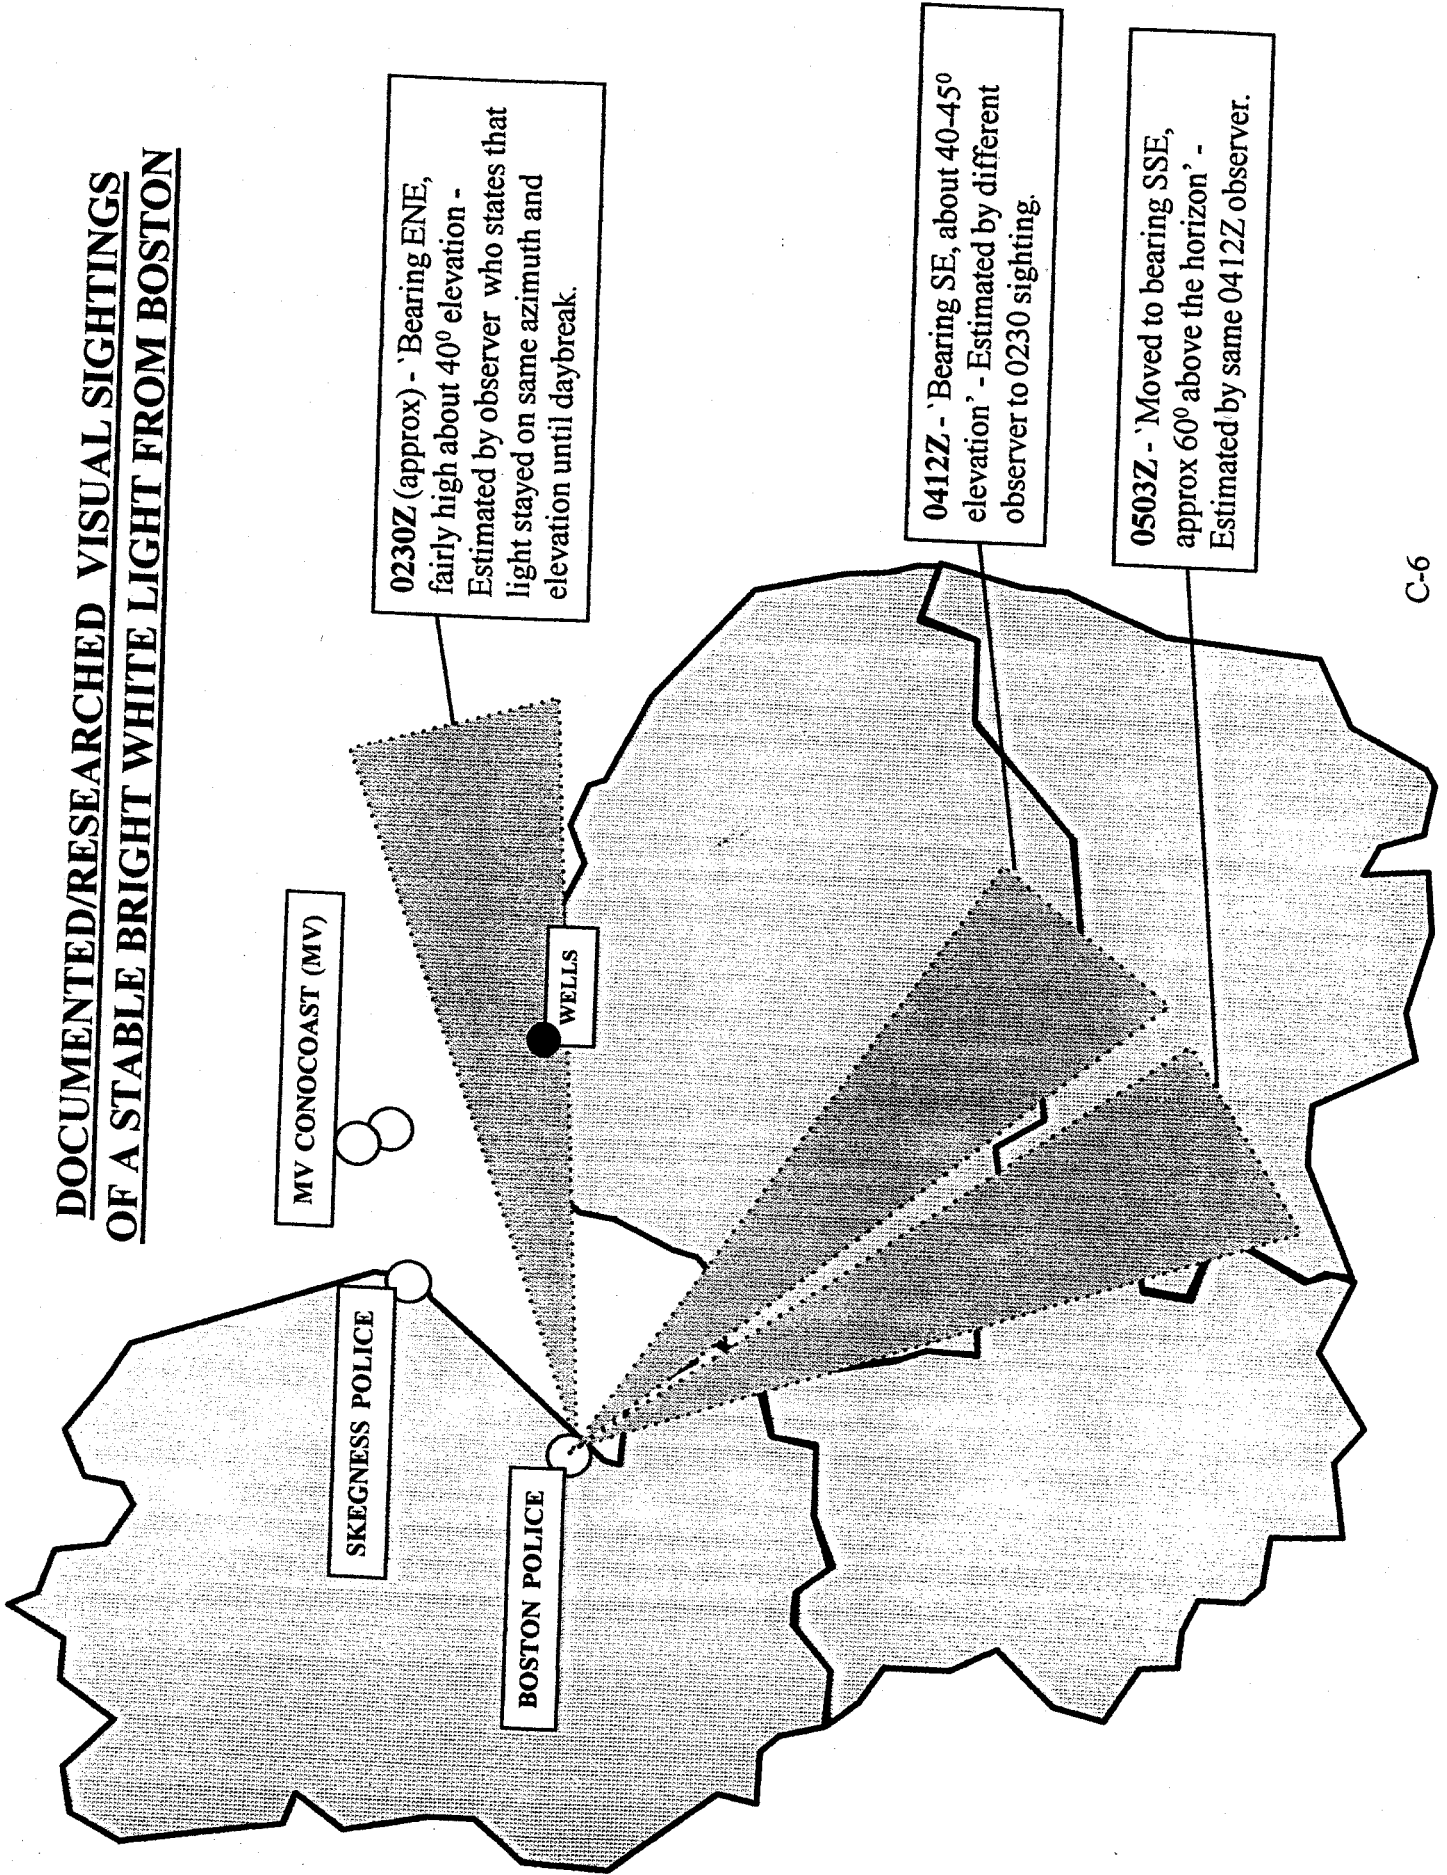 DOCUMENTED/RESEARCHED VISUAL SIGHTINGS
OF A STABLE BRIGHT WHITE LIGHT FROM BOSTON
MV CONOCOAST (MV)
SKEGNESS POLICE
BOSTON POLICE
WELLS
0230Z (approx) - `Bearing ENE,
fairly high about 40⁰ elevation -
Estimated by observer who states that
light stayed on same azimuth and
elevation until daybreak.
0412Z - `Bearing SE, about 40-45⁰
elevation' - Estimated by different
observer to 0230 sighting.
0503Z - `Moved to bearing SSE,
approx 60⁰ above the horizon' -
Estimated by same 0412Z observer.
C-6